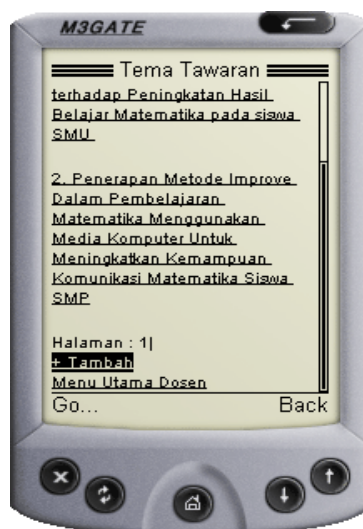 M3GATE
Tema Tawaran
terhadap Peningkatan Hasil
Belajar Matematika pada siswa
SMU
2. Penerapan Metode Improve
Dalam Pembelajaran
Matematika Menggunakan
Media Komputer Untuk
Meningkatkan Kemampuan
Komunikasi Matematika Siswa
SMP
Halaman : 1|
+ Tambah
Menu Utama Dosen
Go... Back